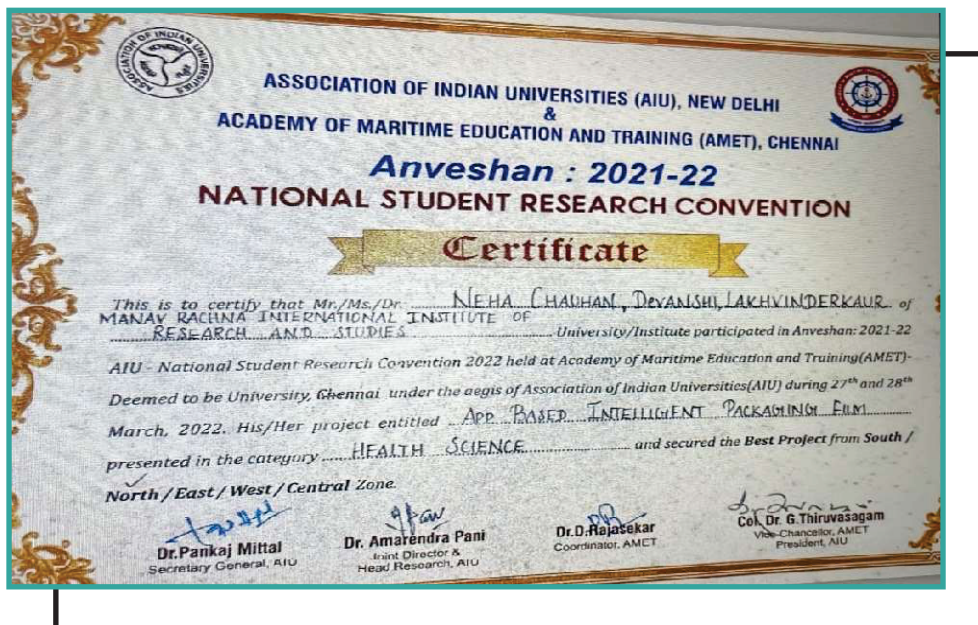 ASSOCIATION OF INDIAN UNIVERSITIES
ASSOCIATION OF INDIAN UNIVERSITIES (AIU), NEW DELHI
&
ACADEMY OF MARITIME EDUCATION AND TRAINING (AMET), CHENNAI
Anveshan : 2021-22
NATIONAL STUDENT RESEARCH CONVENTION
Certificate
This is to certify that Mr./Ms./Dr. NEHA CHAUHAN, DEVANSHI, LAKHVINDERKAUR of
MANAV RACHNA INTERNATIONAL INSTITUTE OF
RESEARCH AND STUDIES University/Institute participated in Anveshan: 2021-22
AIU - National Student Research Convention 2022 held at Academy of Maritime Education and Training(AMET)-
Deemed to be University, Chennai under the aegis of Association of Indian Universities(AIU) during 27th and 28th
March, 2022. His/Her project entitled APP BASED INTELLIGENT PACKAGING FILM
presented in the category HEALTH SCIENCE and secured the Best Project from South /
North / East / West / Central Zone.
Dr.Pankaj Mittal Dr. Amarendra Pani Dr.D.Rajasekar Col. Dr. G.Thiruvasagam
Secretary General, AIU Joint Director & Coordinator, AMET Vice-Chancellor, AMET
Head Research, AIU President, AIU